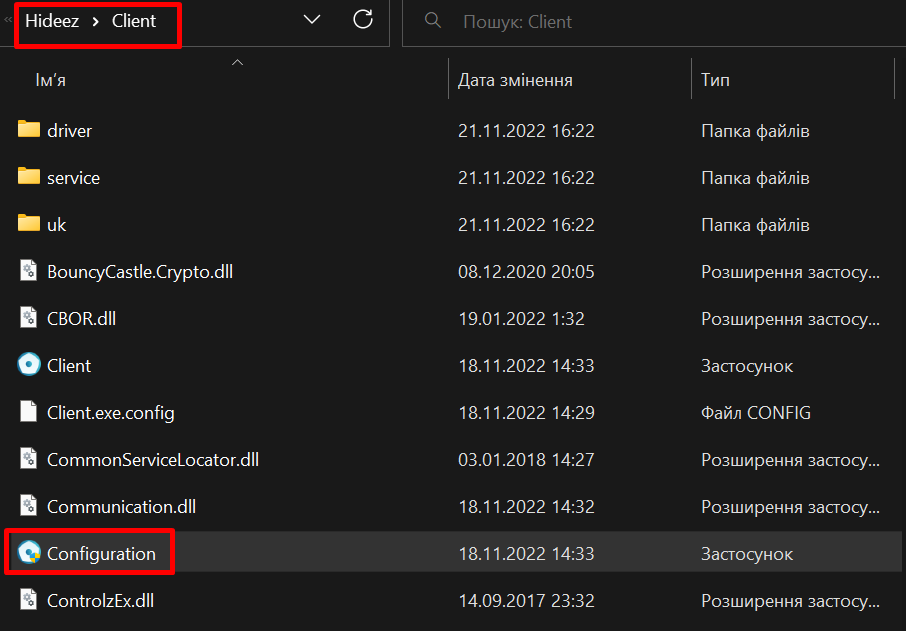 « Hideez › Client Пошук: Client
Ім’я Дата змінення Тип
driver 21.11.2022 16:22 Папка файлів
service 21.11.2022 16:22 Папка файлів
uk 21.11.2022 16:22 Папка файлів
BouncyCastle.Crypto.dll 08.12.2020 20:05 Розширення застосу...
CBOR.dll 19.01.2022 1:32 Розширення застосу...
Client 18.11.2022 14:33 Застосунок
Client.exe.config 18.11.2022 14:29 Файл CONFIG
CommonServiceLocator.dll 03.01.2018 14:27 Розширення застосу...
Communication.dll 18.11.2022 14:32 Розширення застосу...
Configuration 18.11.2022 14:33 Застосунок
ControlzEx.dll 14.09.2017 23:32 Розширення застосу...